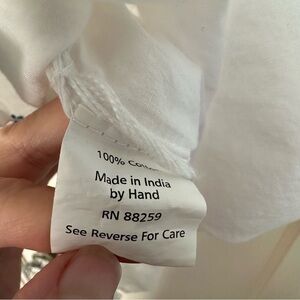 100%
Made in India
by Hand
RN 88259
See Reverse For Care